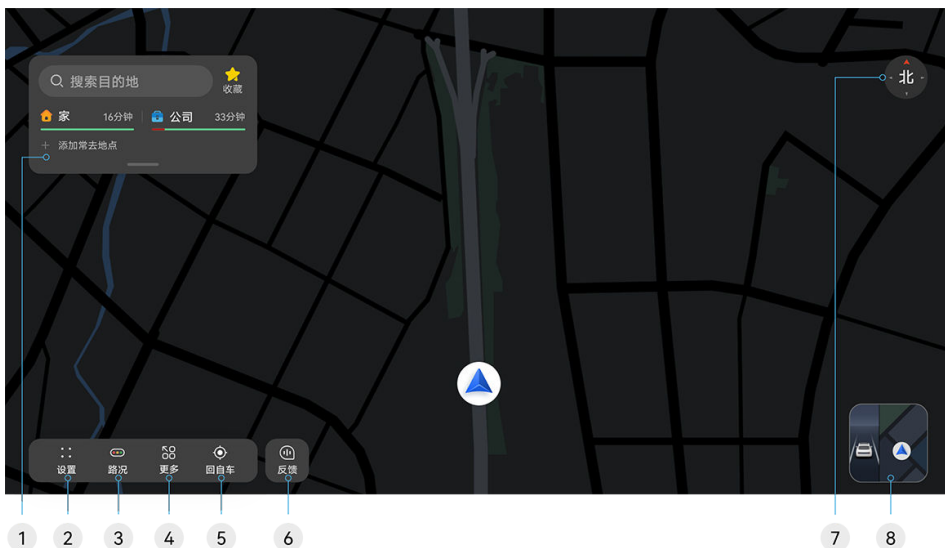 搜索目的地
收藏
家 16分钟 公司 33分钟
添加常去地点
北
设置 路况 更多 回自车 反馈
1 2 3 4 5 6 7 8